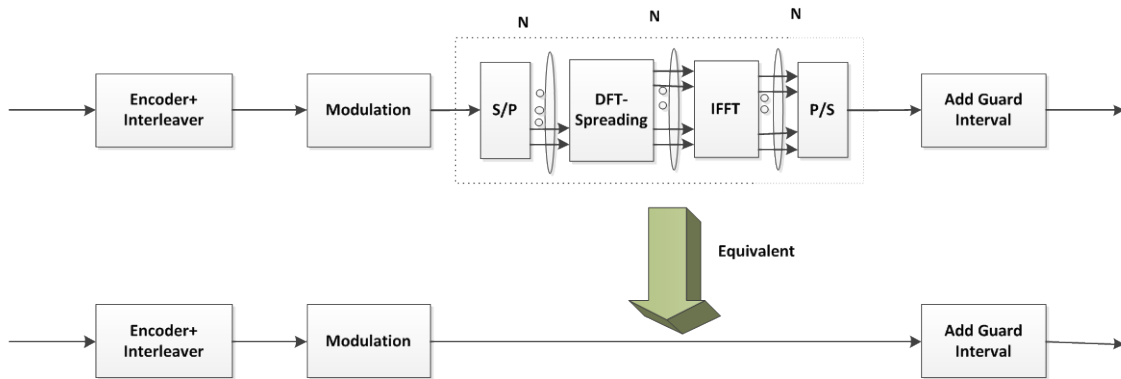 N
N
N
Encoder+
Interleaver
Modulation
S/P
DFT-
Spreading
IFFT
P/S
Add Guard
Interval
Equivalent
Encoder+
Interleaver
Modulation
Add Guard
Interval